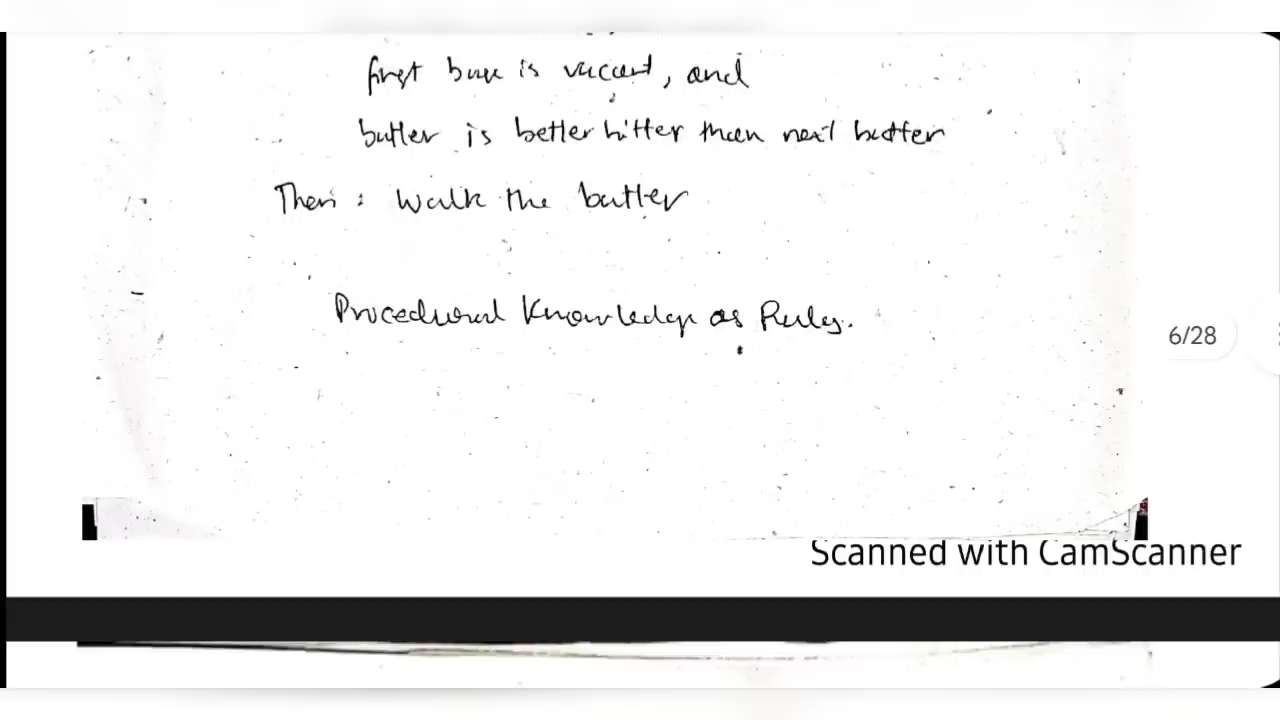 first base is vacant, and
batter is better hitter than next batter
Then : Walk the batter
Procedural Knowledge as Rules.
6/28
Scanned with CamScanner